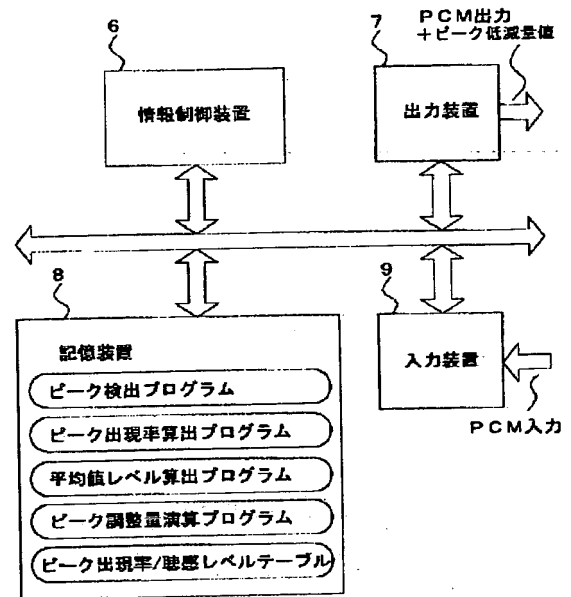 6
情報制御装置
7
出力装置
PCM出力
+ピーク低減量値
8
記憶装置
ピーク検出プログラム
ピーク出現率算出プログラム
平均値レベル算出プログラム
ピーク調整量演算プログラム
ピーク出現率/聴感レベルテーブル
9
入力装置
PCM入力